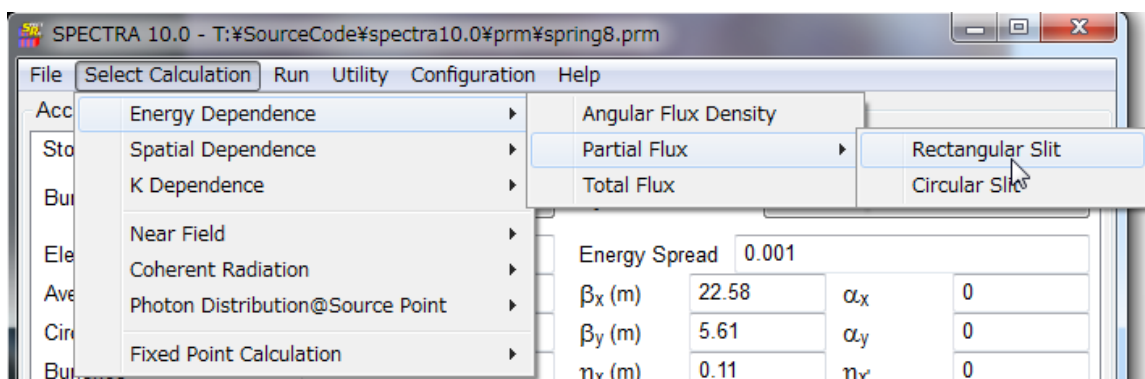 SPECTRA 10.0 - T:¥SourceCode¥spectra10.0¥prm¥spring8.prm
File Select Calculation Run Utility Configuration Help
Energy Dependence
Spatial Dependence
K Dependence
Near Field
Coherent Radiation
Photon Distribution@Source Point
Fixed Point Calculation
Angular Flux Density
Partial Flux
Total Flux
Rectangular Slit
Circular Slit
Energy Spread 0.001
βx (m) 22.58 αx 0
βy (m) 5.61 αy 0
ηx (m) 0.11 ηx' 0